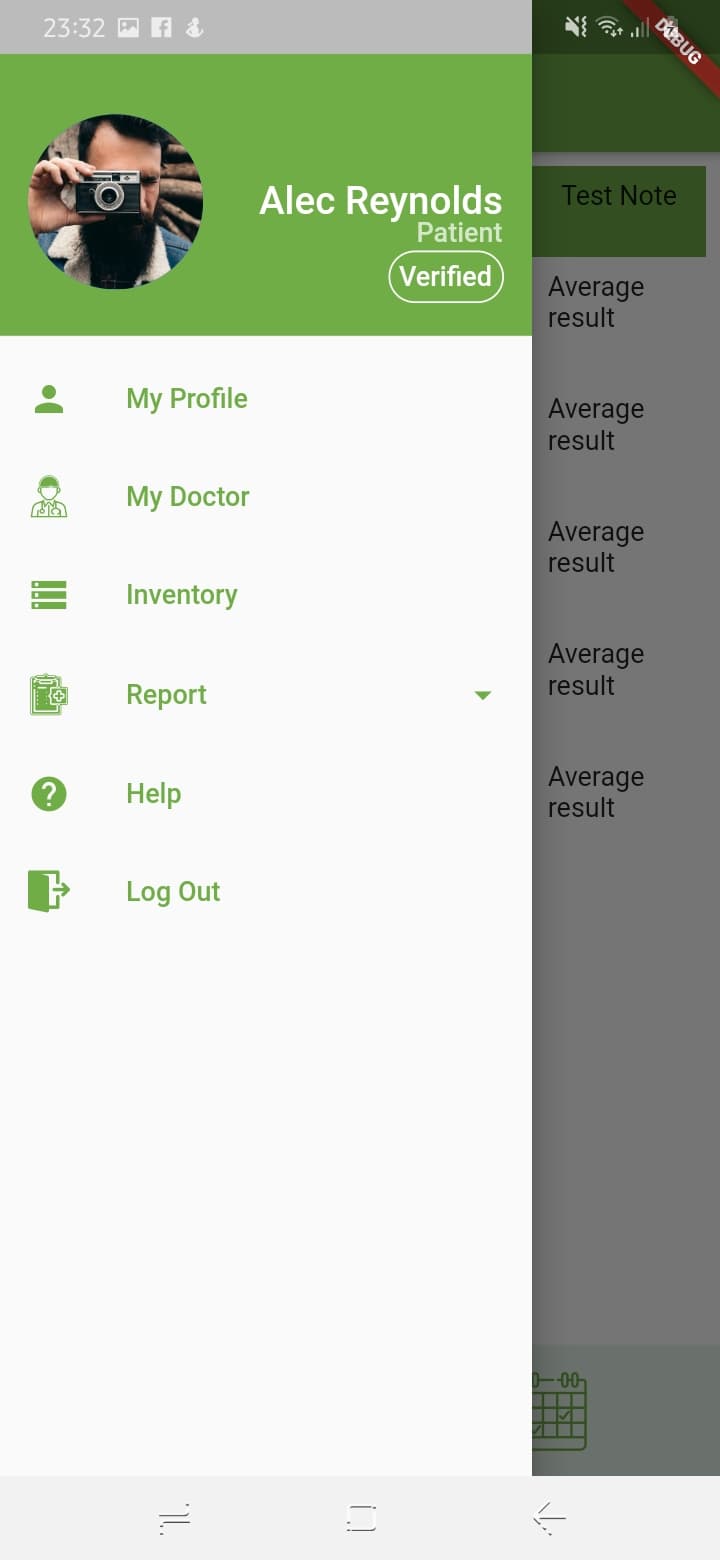 23:32
DEBUG
Alec Reynolds
Patient
Verified
My Profile
My Doctor
Inventory
Report
Help
Log Out
Test Note
Average
result
Average
result
Average
result
Average
result
Average
result